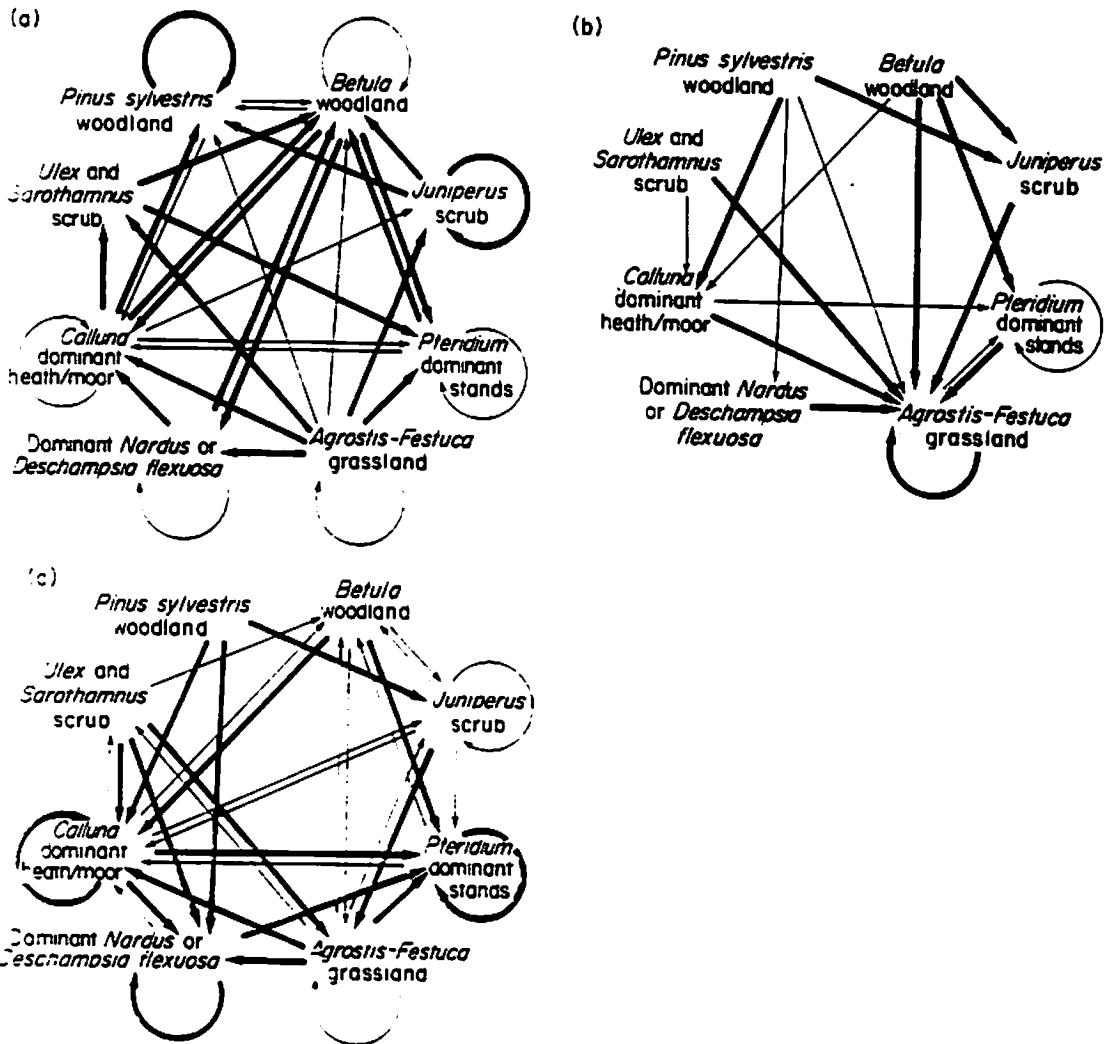 (a)
Pinus sylvestris
woodland
Betula
woodland
Ulex and
Sarothamnus
scrub
Juniperus
scrub
Calluna
dominant
heath/moor
Pteridium
dominant
stands
Dominant Nardus or
Deschampsia flexuosa
Agrostis-Festuca
grassland
(b)
Pinus sylvestris
woodland
Betula
woodland
Ulex and
Sarothamnus
scrub
Juniperus
scrub
Calluna
dominant
heath/moor
Pteridium
dominant
stands
Dominant Nardus
or Deschampsia
flexuosa
Agrostis-Festuca
grassland
(c)
Pinus sylvestris
woodland
Betula
woodland
Ulex and
Sarothamnus
scrub
Juniperus
scrub
Calluna
dominant
heath/moor
Pteridium
dominant
stands
Dominant Nardus or
Deschampsia flexuosa
Agrostis-Festuca
grassland